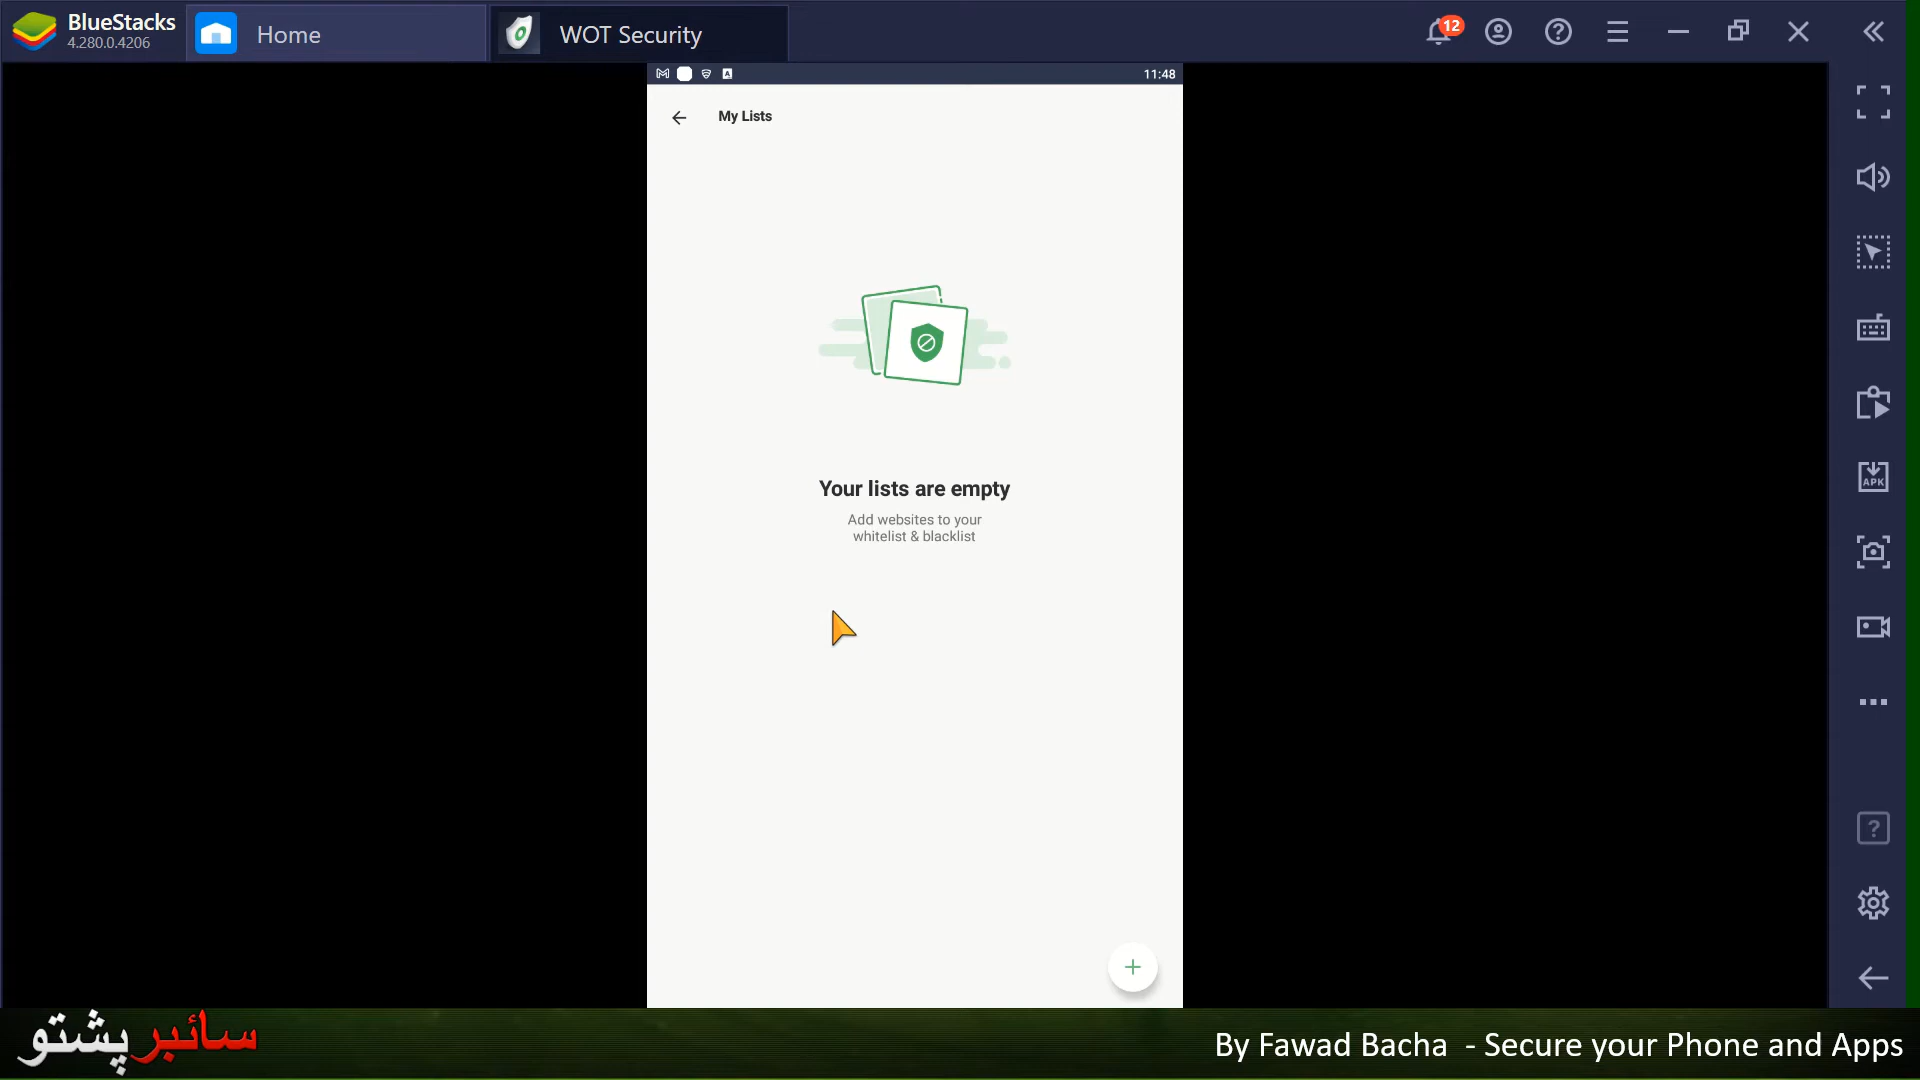 BlueStacks
4.280.0.4206
Home
WOT Security
12
11:48
My Lists
Your lists are empty
Add websites to your
whitelist & blacklist
APK
سائبر پشتو
By Fawad Bacha - Secure your Phone and Apps